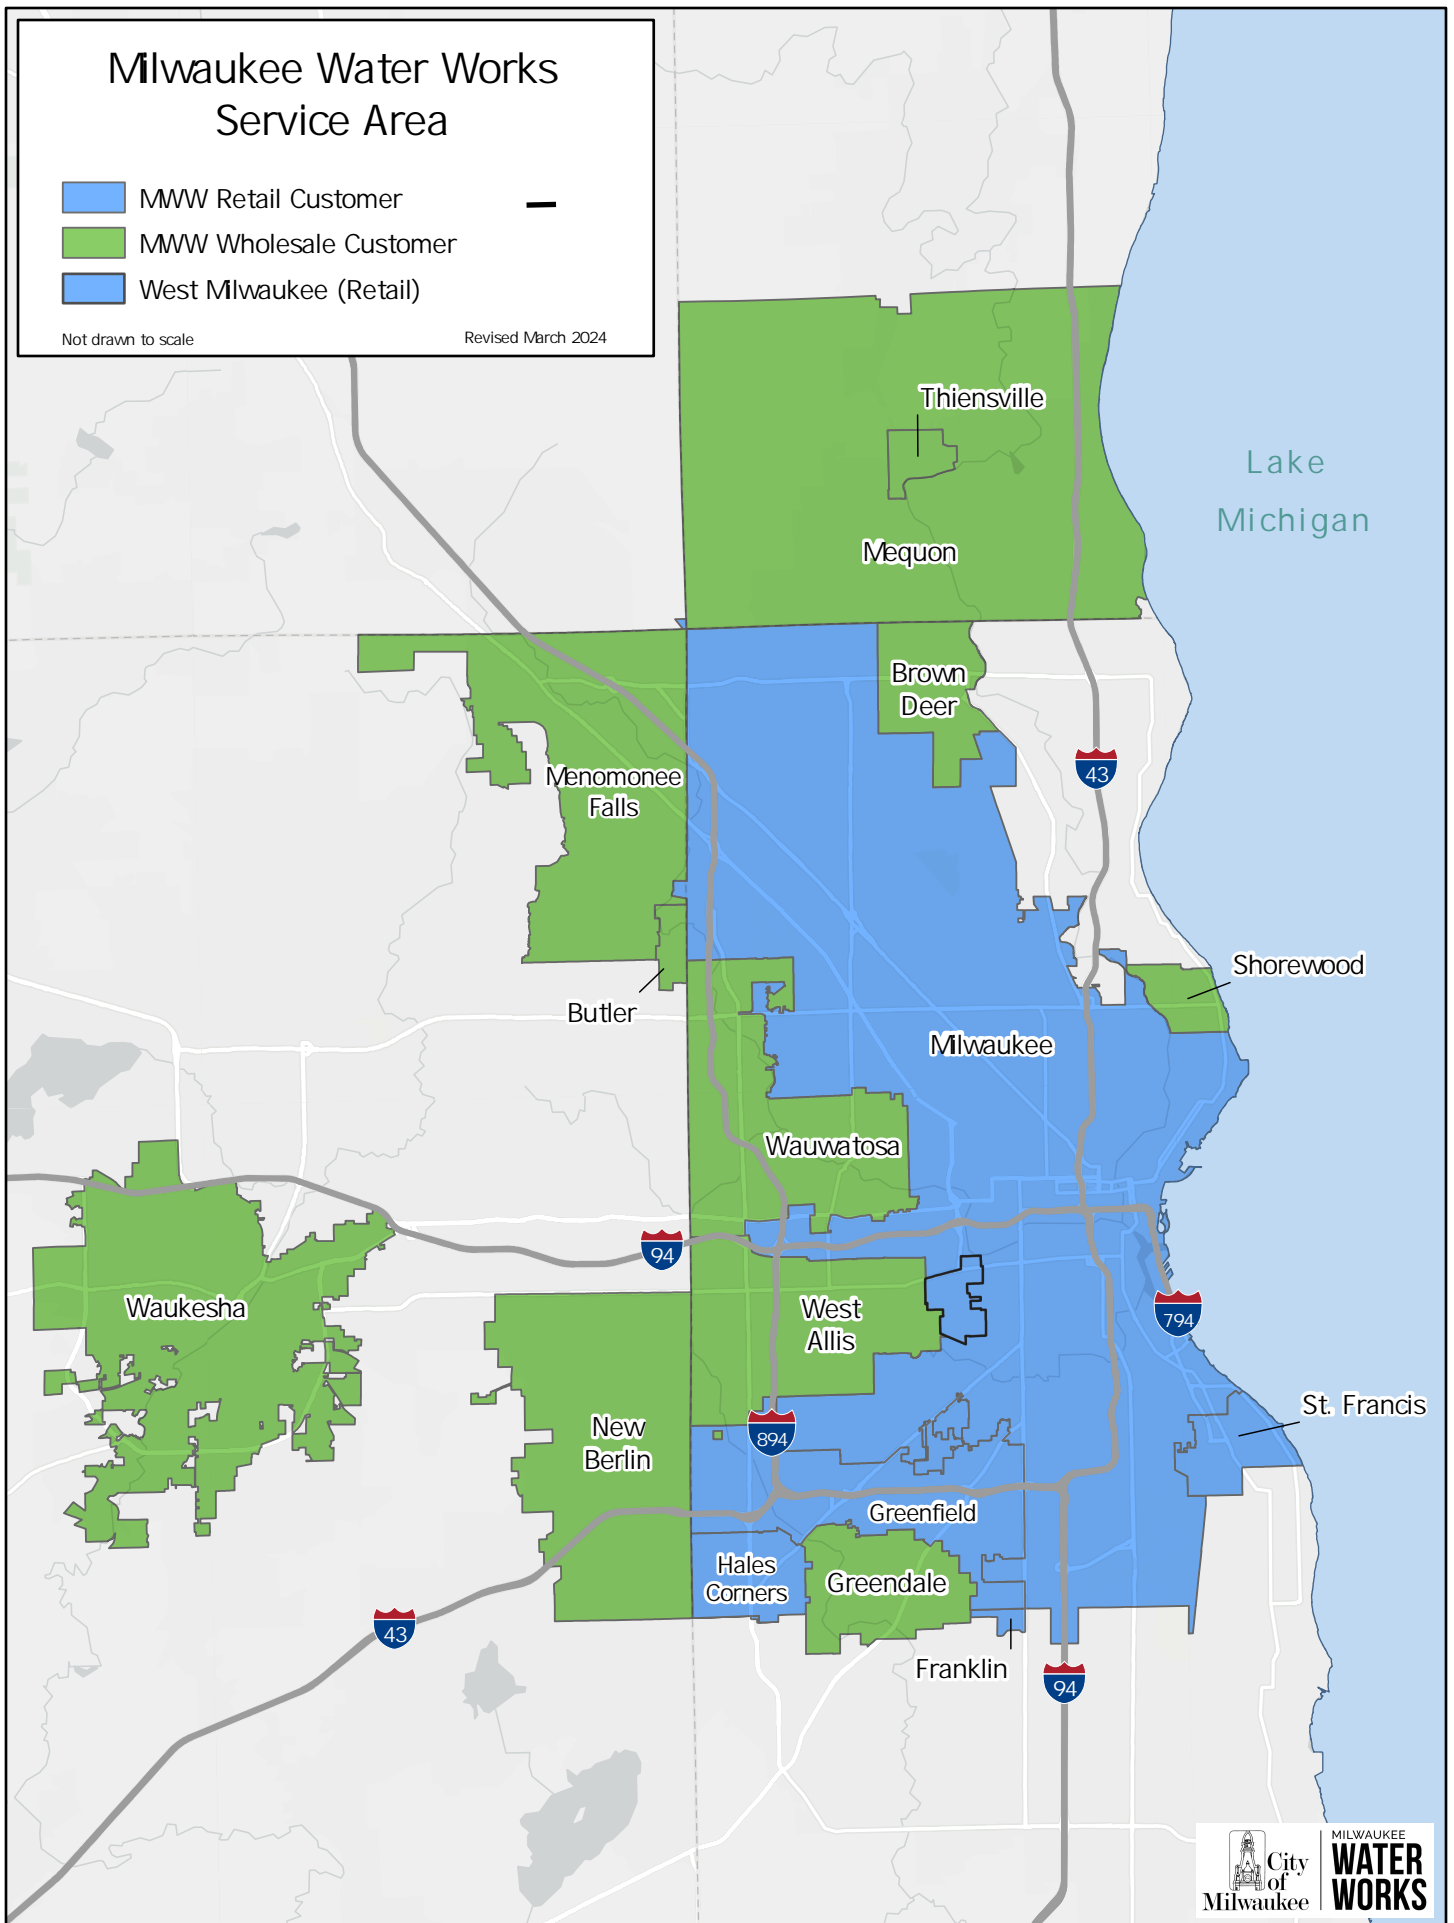 Milwaukee Water Works
Service Area
MWW Retail Customer
MWW Wholesale Customer
West Milwaukee (Retail)
Not drawn to scale
Revised March 2024
Thiensville
Lake
Michigan
Mequon
Brown
Deer
43
Menomonee
Falls
Shorewood
Butler
Milwaukee
Wauwatosa
94
Waukesha
West
Allis
794
St. Francis
New
Berlin
894
Greenfield
Hales
Corners
Greendale
43
Franklin
94
City
of
Milwaukee
MILWAUKEE
WATER
WORKS